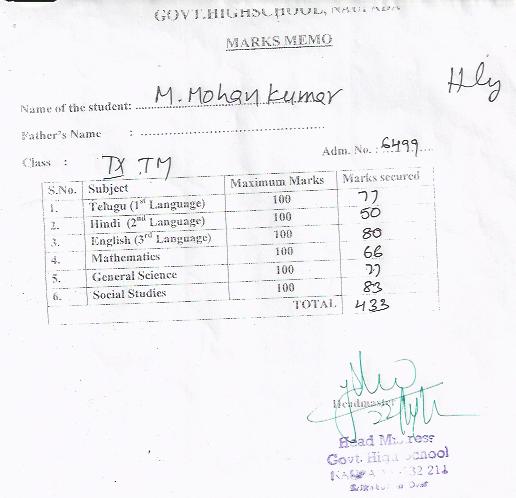 GOVT.HIGHSCHOOL, NAUPADA
MARKS MEMO
Hly
Name of the student: M. Mohan Kumar
Father's Name :
Class : IX TM
Adm. No. : 6499
S.No. Subject Maximum Marks Marks secured
1. Telugu (1st Language) 100 77
2. Hindi (2nd Language) 100 50
3. English (3rd Language) 100 80
4. Mathematics 100 66
5. General Science 100 77
6. Social Studies 100 83
TOTAL 433
Headmaster
Head
Govt. High School
532 211